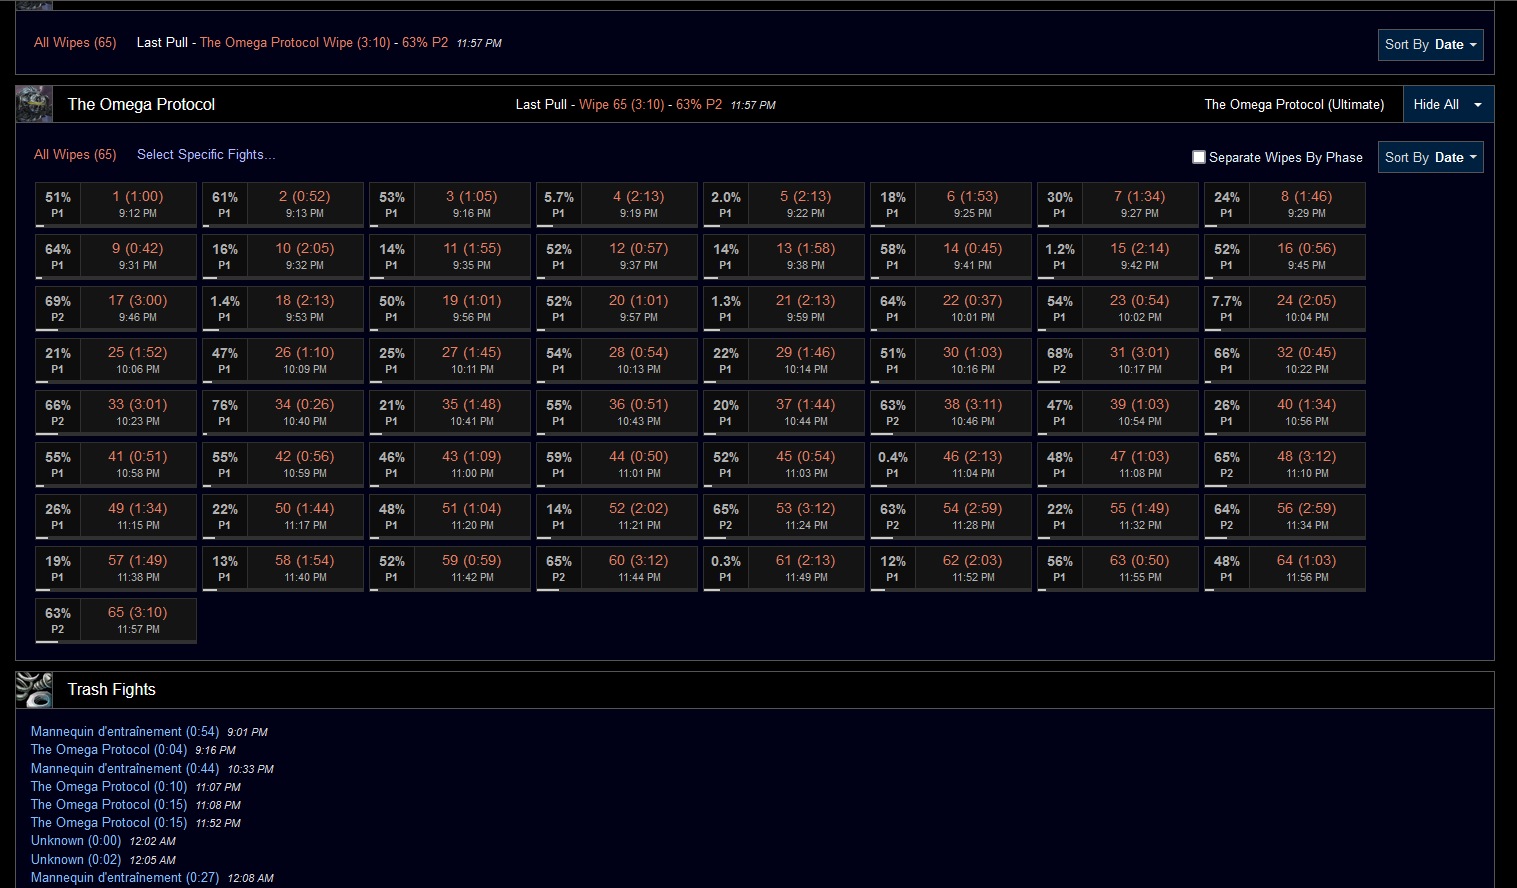 All Wipes (65) Last Pull - The Omega Protocol Wipe (3:10) - 63% P2 11:57 PM Sort By Date
The Omega Protocol Last Pull - Wipe 65 (3:10) - 63% P2 11:57 PM The Omega Protocol (Ultimate) Hide All
All Wipes (65) Select Specific Fights... Separate Wipes By Phase Sort By Date
51% 1 (1:00) 61% 2 (0:52) 53% 3 (1:05) 5.7% 4 (2:13) 2.0% 5 (2:13) 18% 6 (1:53) 30% 7 (1:34) 24% 8 (1:46)
P1 9:12 PM P1 9:13 PM P1 9:16 PM P1 9:19 PM P1 9:22 PM P1 9:25 PM P1 9:27 PM P1 9:29 PM
64% 9 (0:42) 16% 10 (2:05) 14% 11 (1:55) 52% 12 (0:57) 14% 13 (1:58) 58% 14 (0:45) 1.2% 15 (2:14) 52% 16 (0:56)
P1 9:31 PM P1 9:32 PM P1 9:35 PM P1 9:37 PM P1 9:38 PM P1 9:41 PM P1 9:42 PM P1 9:45 PM
69% 17 (3:00) 1.4% 18 (2:13) 50% 19 (1:01) 52% 20 (1:01) 1.3% 21 (2:13) 64% 22 (0:37) 54% 23 (0:54) 7.7% 24 (2:05)
P2 9:46 PM P1 9:53 PM P1 9:56 PM P1 9:57 PM P1 9:59 PM P1 10:01 PM P1 10:02 PM P1 10:04 PM
21% 25 (1:52) 47% 26 (1:10) 25% 27 (1:45) 54% 28 (0:54) 22% 29 (1:46) 51% 30 (1:03) 68% 31 (3:01) 66% 32 (0:45)
P1 10:06 PM P1 10:09 PM P1 10:11 PM P1 10:13 PM P1 10:14 PM P1 10:16 PM P2 10:17 PM P1 10:22 PM
66% 33 (3:01) 76% 34 (0:26) 21% 35 (1:48) 55% 36 (0:51) 20% 37 (1:44) 63% 38 (3:11) 47% 39 (1:03) 26% 40 (1:34)
P2 10:23 PM P1 10:40 PM P1 10:41 PM P1 10:43 PM P1 10:44 PM P2 10:46 PM P1 10:54 PM P1 10:56 PM
55% 41 (0:51) 55% 42 (0:56) 46% 43 (1:09) 59% 44 (0:50) 52% 45 (0:54) 0.4% 46 (2:13) 48% 47 (1:03) 65% 48 (3:12)
P1 10:58 PM P1 10:59 PM P1 11:00 PM P1 11:01 PM P1 11:03 PM P1 11:04 PM P1 11:08 PM P2 11:10 PM
26% 49 (1:34) 22% 50 (1:44) 48% 51 (1:04) 14% 52 (2:02) 65% 53 (3:12) 63% 54 (2:59) 22% 55 (1:49) 64% 56 (2:59)
P1 11:15 PM P1 11:17 PM P1 11:20 PM P1 11:21 PM P2 11:24 PM P2 11:28 PM P1 11:32 PM P2 11:34 PM
19% 57 (1:49) 13% 58 (1:54) 52% 59 (0:59) 65% 60 (3:12) 0.3% 61 (2:13) 12% 62 (2:03) 56% 63 (0:50) 48% 64 (1:03)
P1 11:38 PM P1 11:40 PM P1 11:42 PM P2 11:44 PM P1 11:49 PM P1 11:52 PM P1 11:55 PM P1 11:56 PM
63% 65 (3:10)
P2 11:57 PM
Trash Fights
Mannequin d'entraînement (0:54) 9:01 PM
The Omega Protocol (0:04) 9:16 PM
Mannequin d'entraînement (0:44) 10:33 PM
The Omega Protocol (0:10) 11:07 PM
The Omega Protocol (0:15) 11:08 PM
The Omega Protocol (0:15) 11:52 PM
Unknown (0:00) 12:02 AM
Unknown (0:02) 12:05 AM
Mannequin d'entraînement (0:27) 12:08 AM